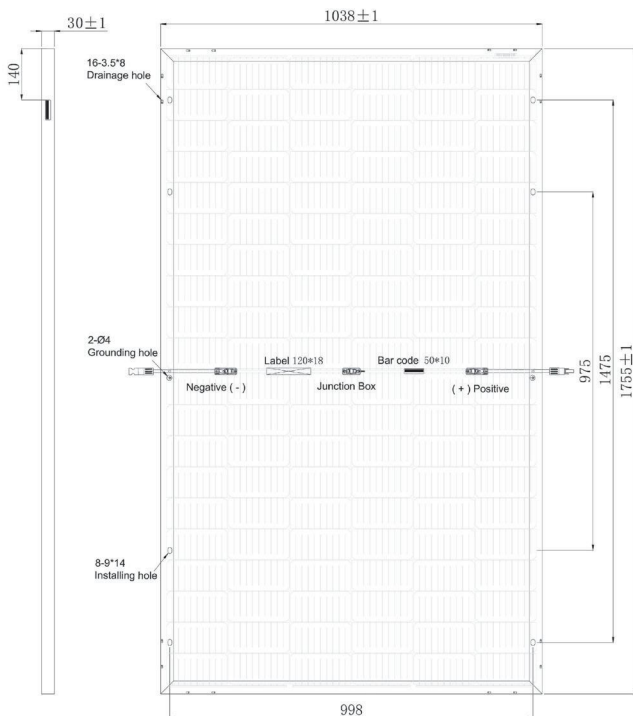 30±1
1038±1
140
16-3.5*8
Drainage hole
2-Ø4
Grounding hole
Label 120*18
Bar code 50*10
Negative ( - )
Junction Box
( + ) Positive
975
1475
1755±1
8-9*14
Installing hole
998